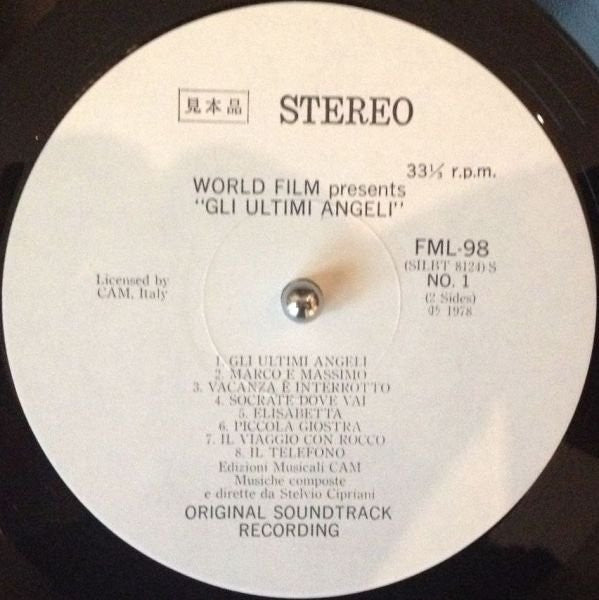 見本品 STEREO
33⅓ r.p.m.
WORLD FILM presents
"GLI ULTIMI ANGELI"
FML-98
(SILBT 8124) S
NO. 1
(2 Sides)
℗ 1978
Licensed by
CAM, Italy
1. GLI ULTIMI ANGELI
2. MARCO E MASSIMO
3. VACANZA È INTERROTTO
4. SOCRATE DOVE VAI
5. ELISABETTA
6. PICCOLA GIOSTRA
7. IL VIAGGIO CON ROCCO
8. IL TELEFONO
Edizioni Musicali CAM
Musiche composte
e dirette da Stelvio Cipriani
ORIGINAL SOUNDTRACK
RECORDING